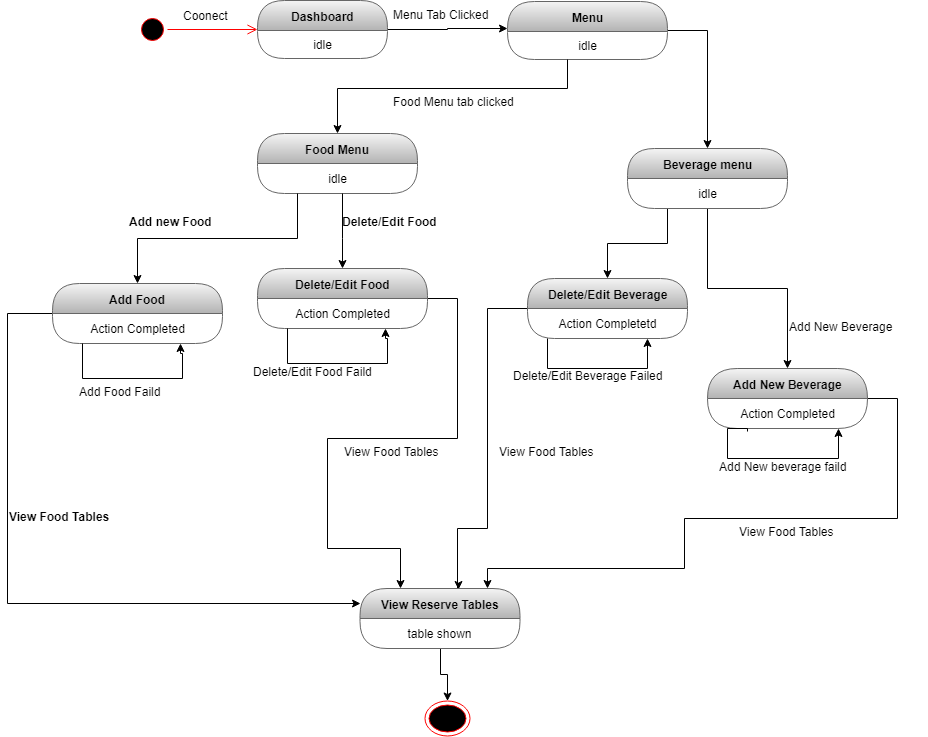 Coonect
Dashboard
idle
Menu Tab Clicked
Menu
idle
Food Menu tab clicked
Food Menu
idle
Beverage menu
idle
Add new Food
Delete/Edit Food
Add Food
Action Completed
Add Food Faild
Delete/Edit Food
Action Completed
Delete/Edit Food Faild
Delete/Edit Beverage
Action Completetd
Delete/Edit Beverage Failed
Add New Beverage
Add New Beverage
Action Completed
Add New beverage faild
View Food Tables
View Food Tables
View Food Tables
View Food Tables
View Reserve Tables
table shown